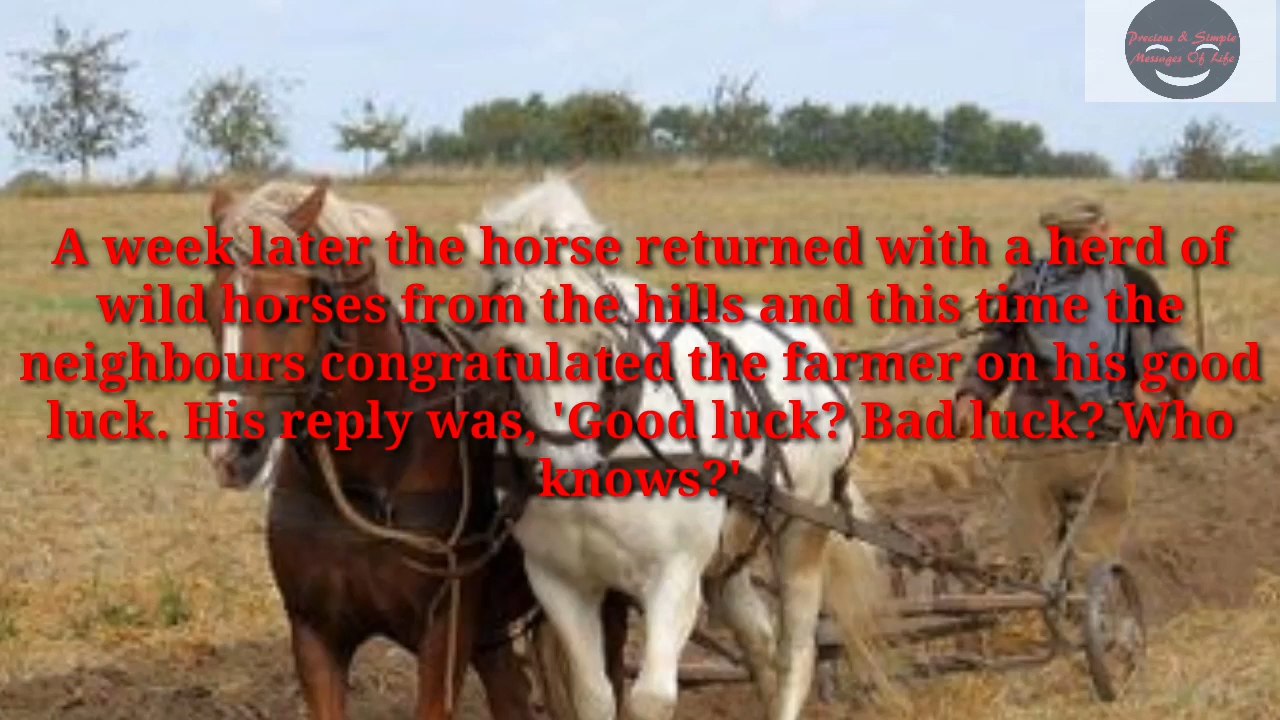 Precious & Simple
Messages Of Life
A week later the horse returned with a herd of
wild horses from the hills and this time the
neighbours congratulated the farmer on his good
luck. His reply was, 'Good luck? Bad luck? Who
knows?'